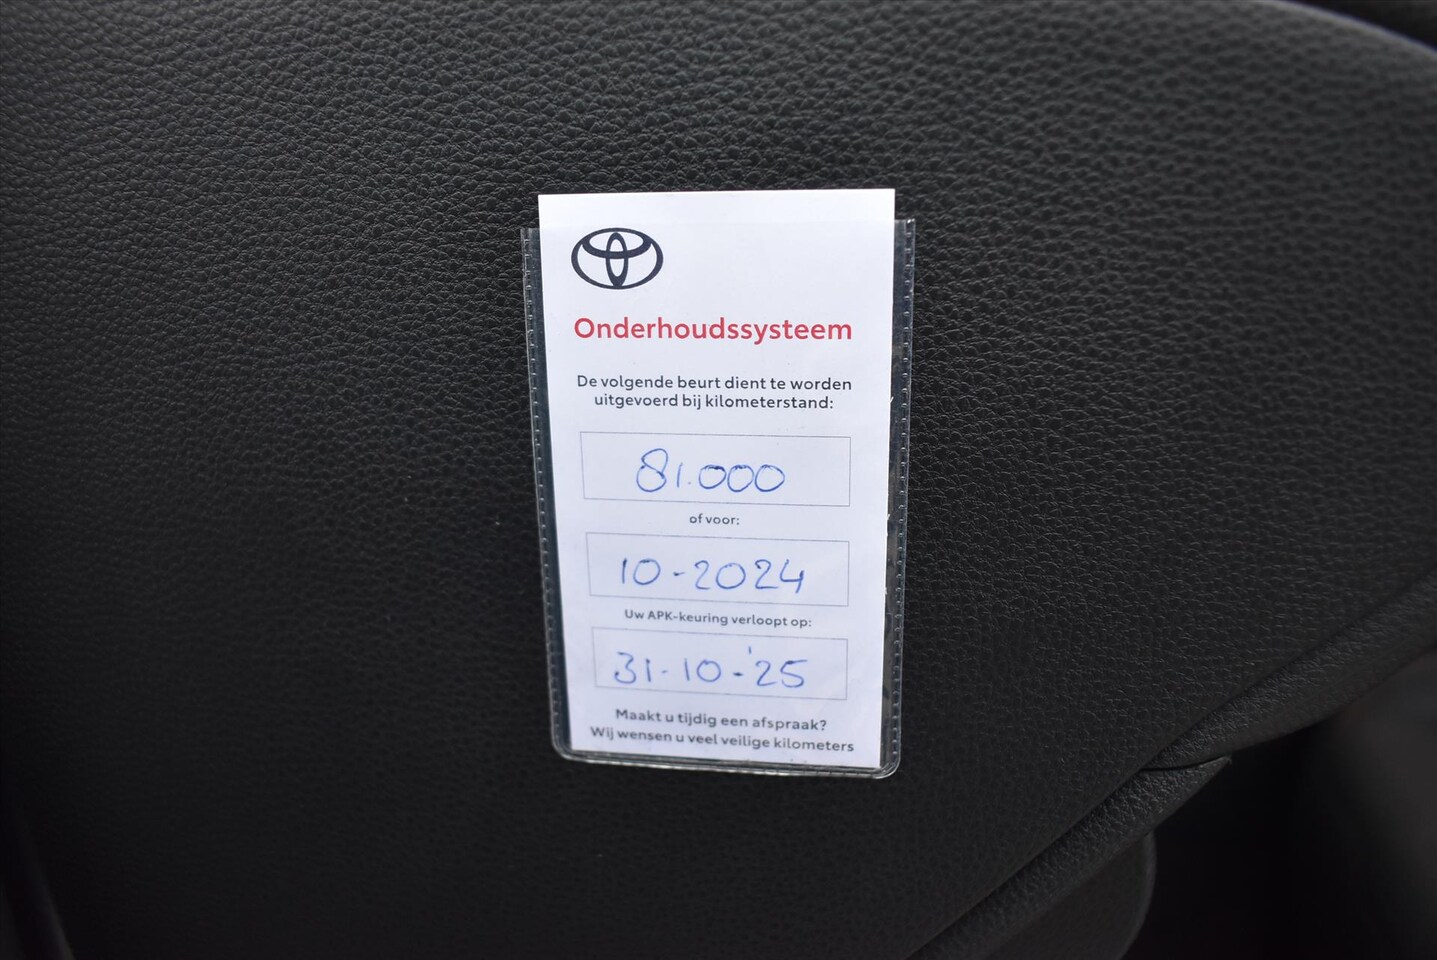 Onderhoudssysteem
De volgende beurt dient te worden
uitgevoerd bij kilometerstand:
81.000
of voor:
10-2024
Uw APK-keuring verloopt op:
31-10-'25
Maakt u tijdig een afspraak?
Wij wensen u veel veilige kilometers